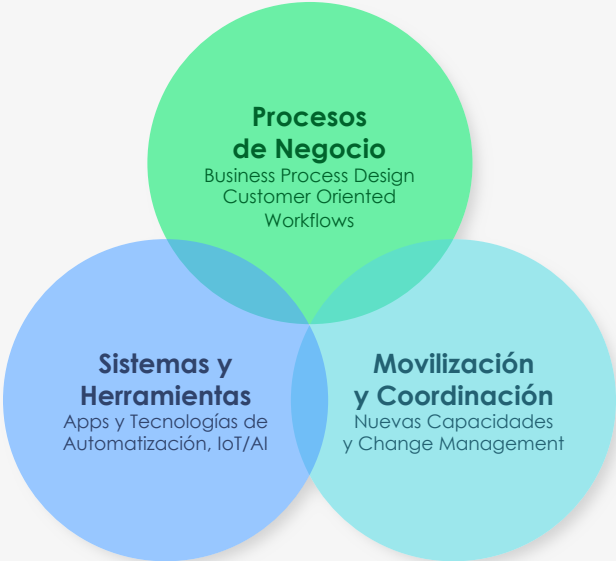 Procesos
de Negocio
Business Process Design
Customer Oriented
Workflows
Sistemas y
Herramientas
Apps y Tecnologías de
Automatización, IoT/AI
Movilización
y Coordinación
Nuevas Capacidades
y Change Management